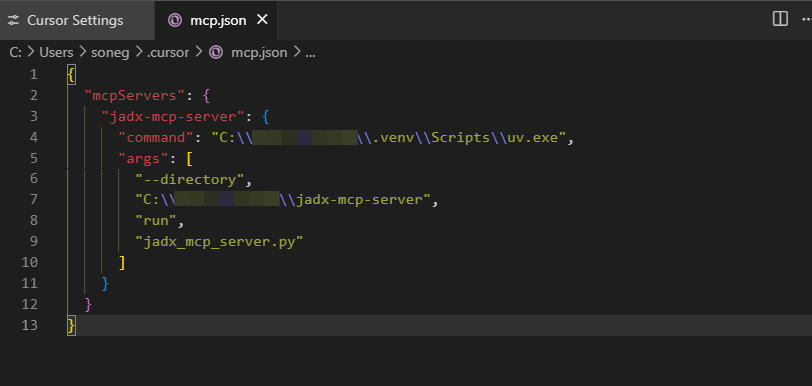 Cursor Settings mcp.json
C: > Users > soneg > .cursor > mcp.json > ...
1 {
2 "mcpServers": {
3 "jadx-mcp-server": {
4 "command": "C:\\ \\.venv\\Scripts\\uv.exe",
5 "args": [
6 "--directory",
7 "C:\\ \\jadx-mcp-server",
8 "run",
9 "jadx_mcp_server.py"
10 ]
11 }
12 }
13 }